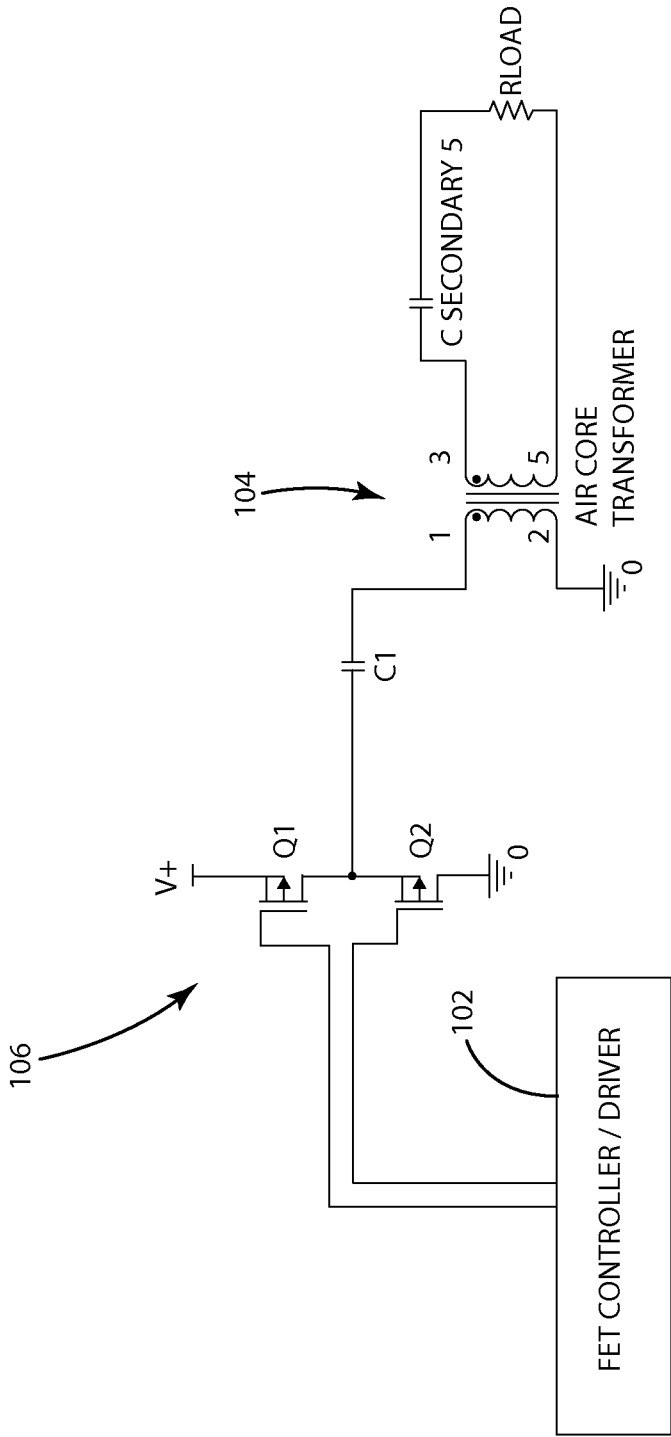 106
V+
Q1
Q2
0
C1
102
FET CONTROLLER / DRIVER
104
1
3
2
5
0
AIR CORE
TRANSFORMER
C SECONDARY 5
RLOAD